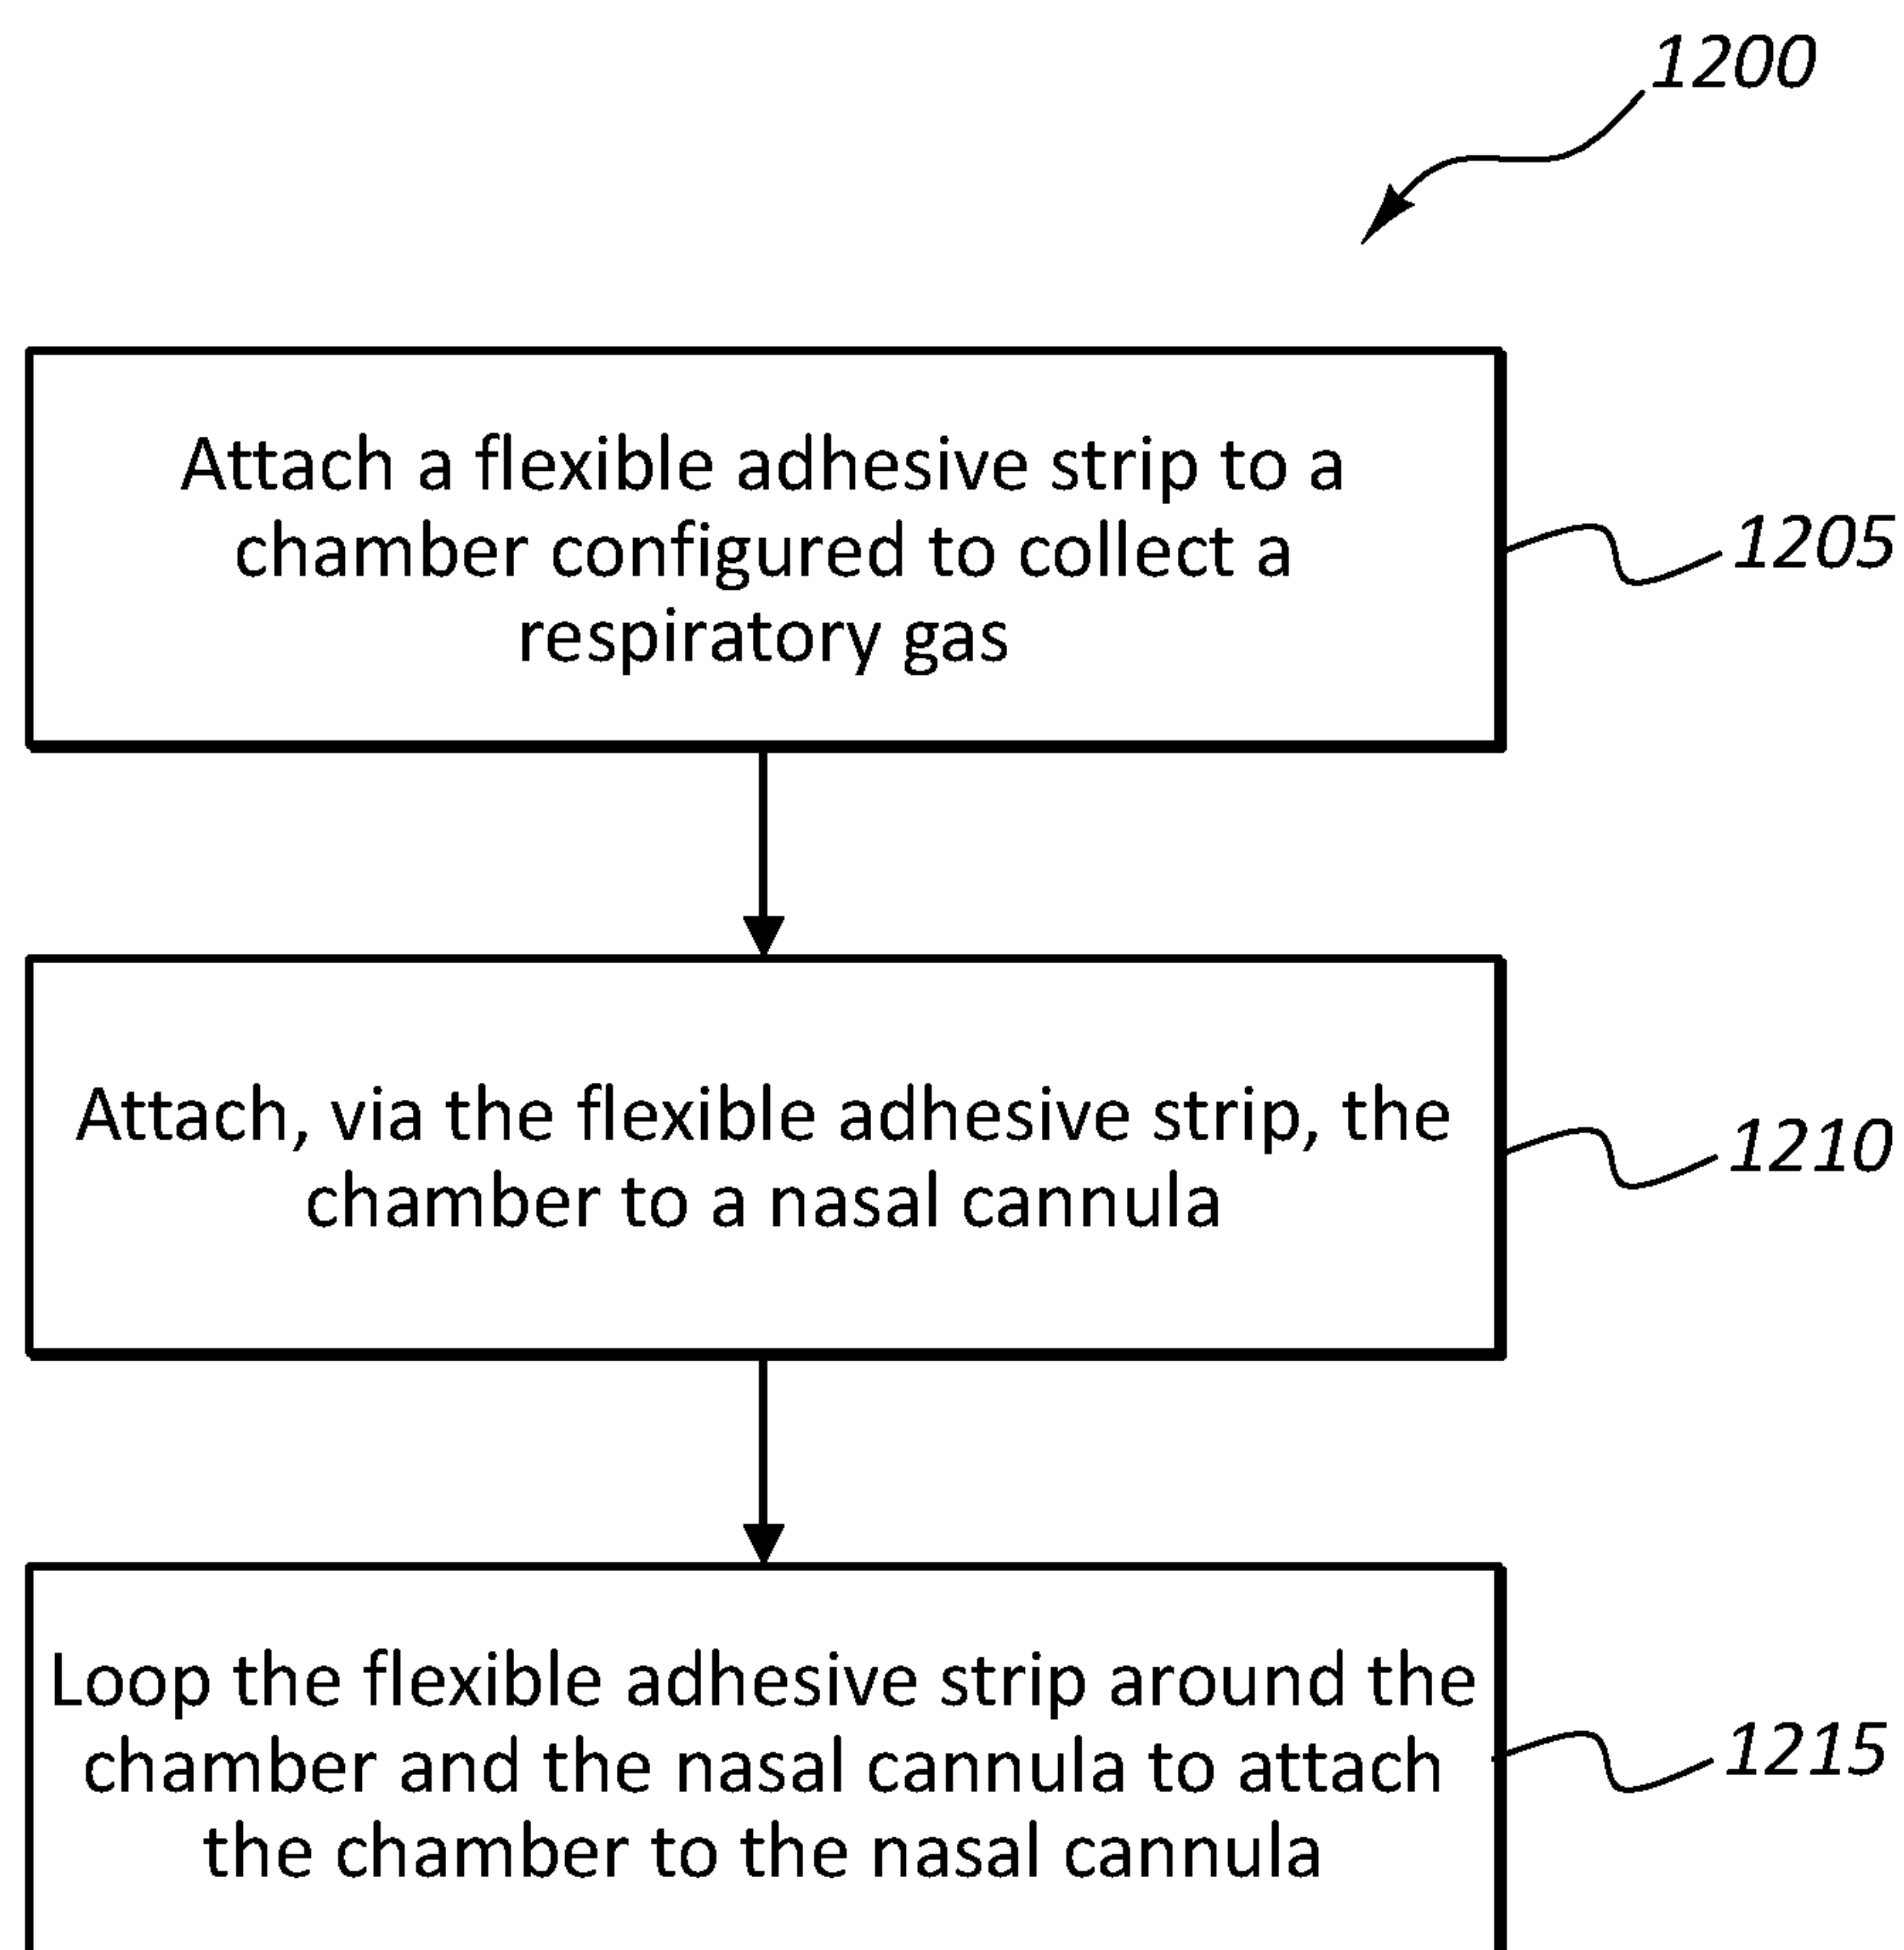 1200
Attach a flexible adhesive strip to a
chamber configured to collect a
respiratory gas
1205
Attach, via the flexible adhesive strip, the
chamber to a nasal cannula
1210
Loop the flexible adhesive strip around the
chamber and the nasal cannula to attach
the chamber to the nasal cannula
1215